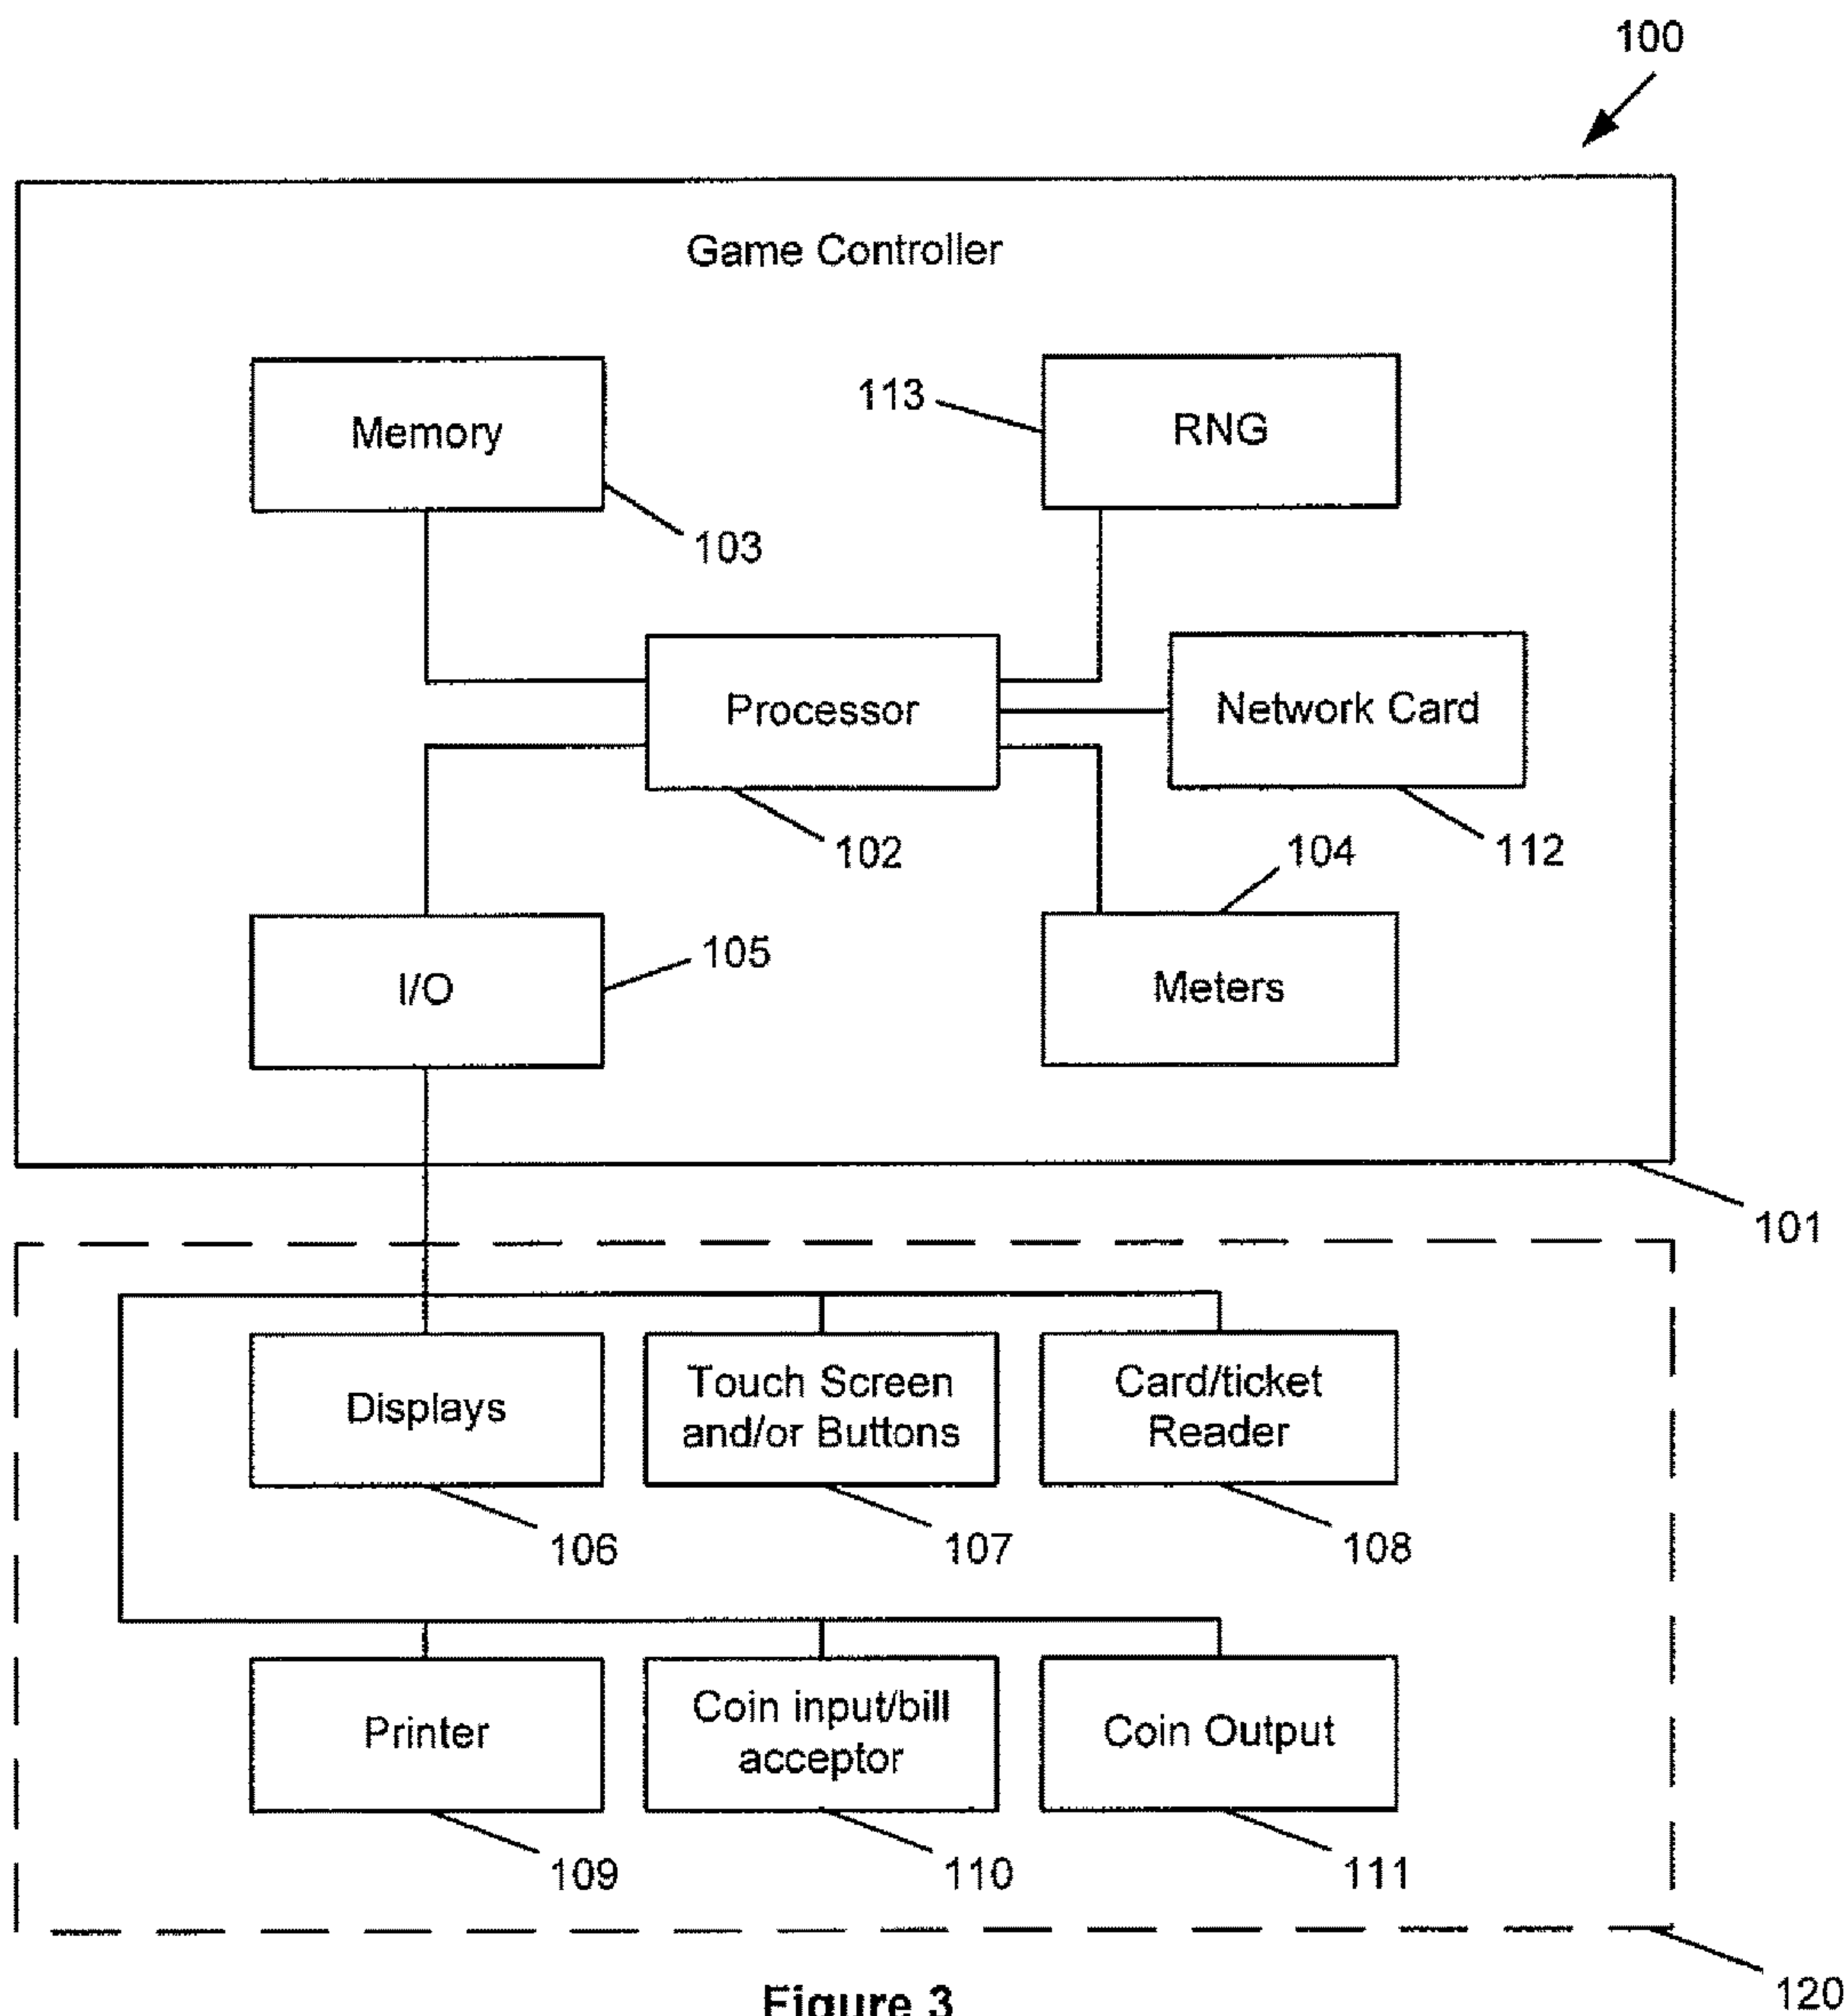 100
Game Controller
Memory
113
RNG
103
Processor
Network Card
102
104
112
I/O
105
Meters
101
Displays
Touch Screen
and/or Buttons
Card/ticket
Reader
106
107
108
Printer
Coin input/bill
acceptor
Coin Output
109
110
111
120
Figure 3